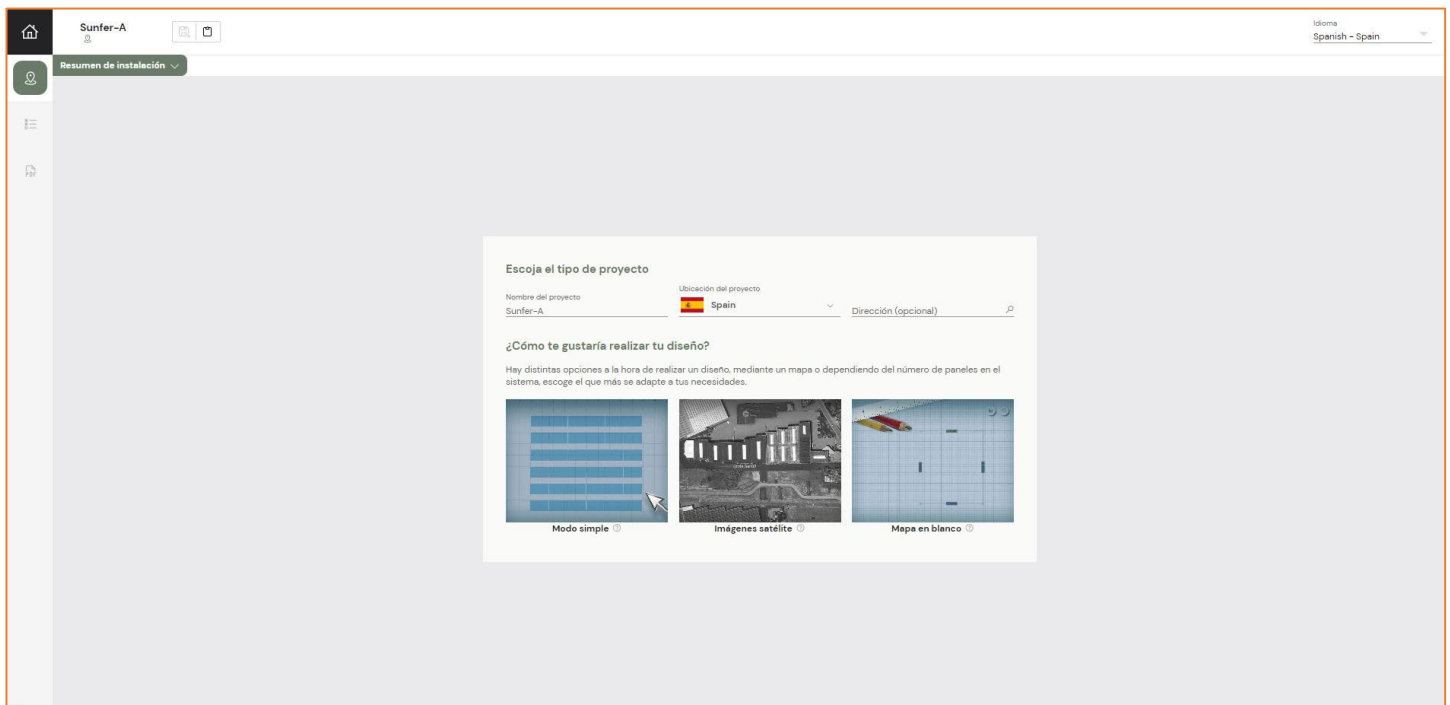 Sunfer-A
Idioma
Spanish - Spain
Resumen de instalación
PDF
Escoja el tipo de proyecto
Nombre del proyecto
Sunfer-A
Ubicación del proyecto
Spain
Dirección (opcional)
¿Cómo te gustaría realizar tu diseño?
Hay distintas opciones a la hora de realizar un diseño, mediante un mapa o dependiendo del número de paneles en el
sistema, escoge el que más se adapte a tus necesidades.
Modo simple
Imágenes satélite
Mapa en blanco